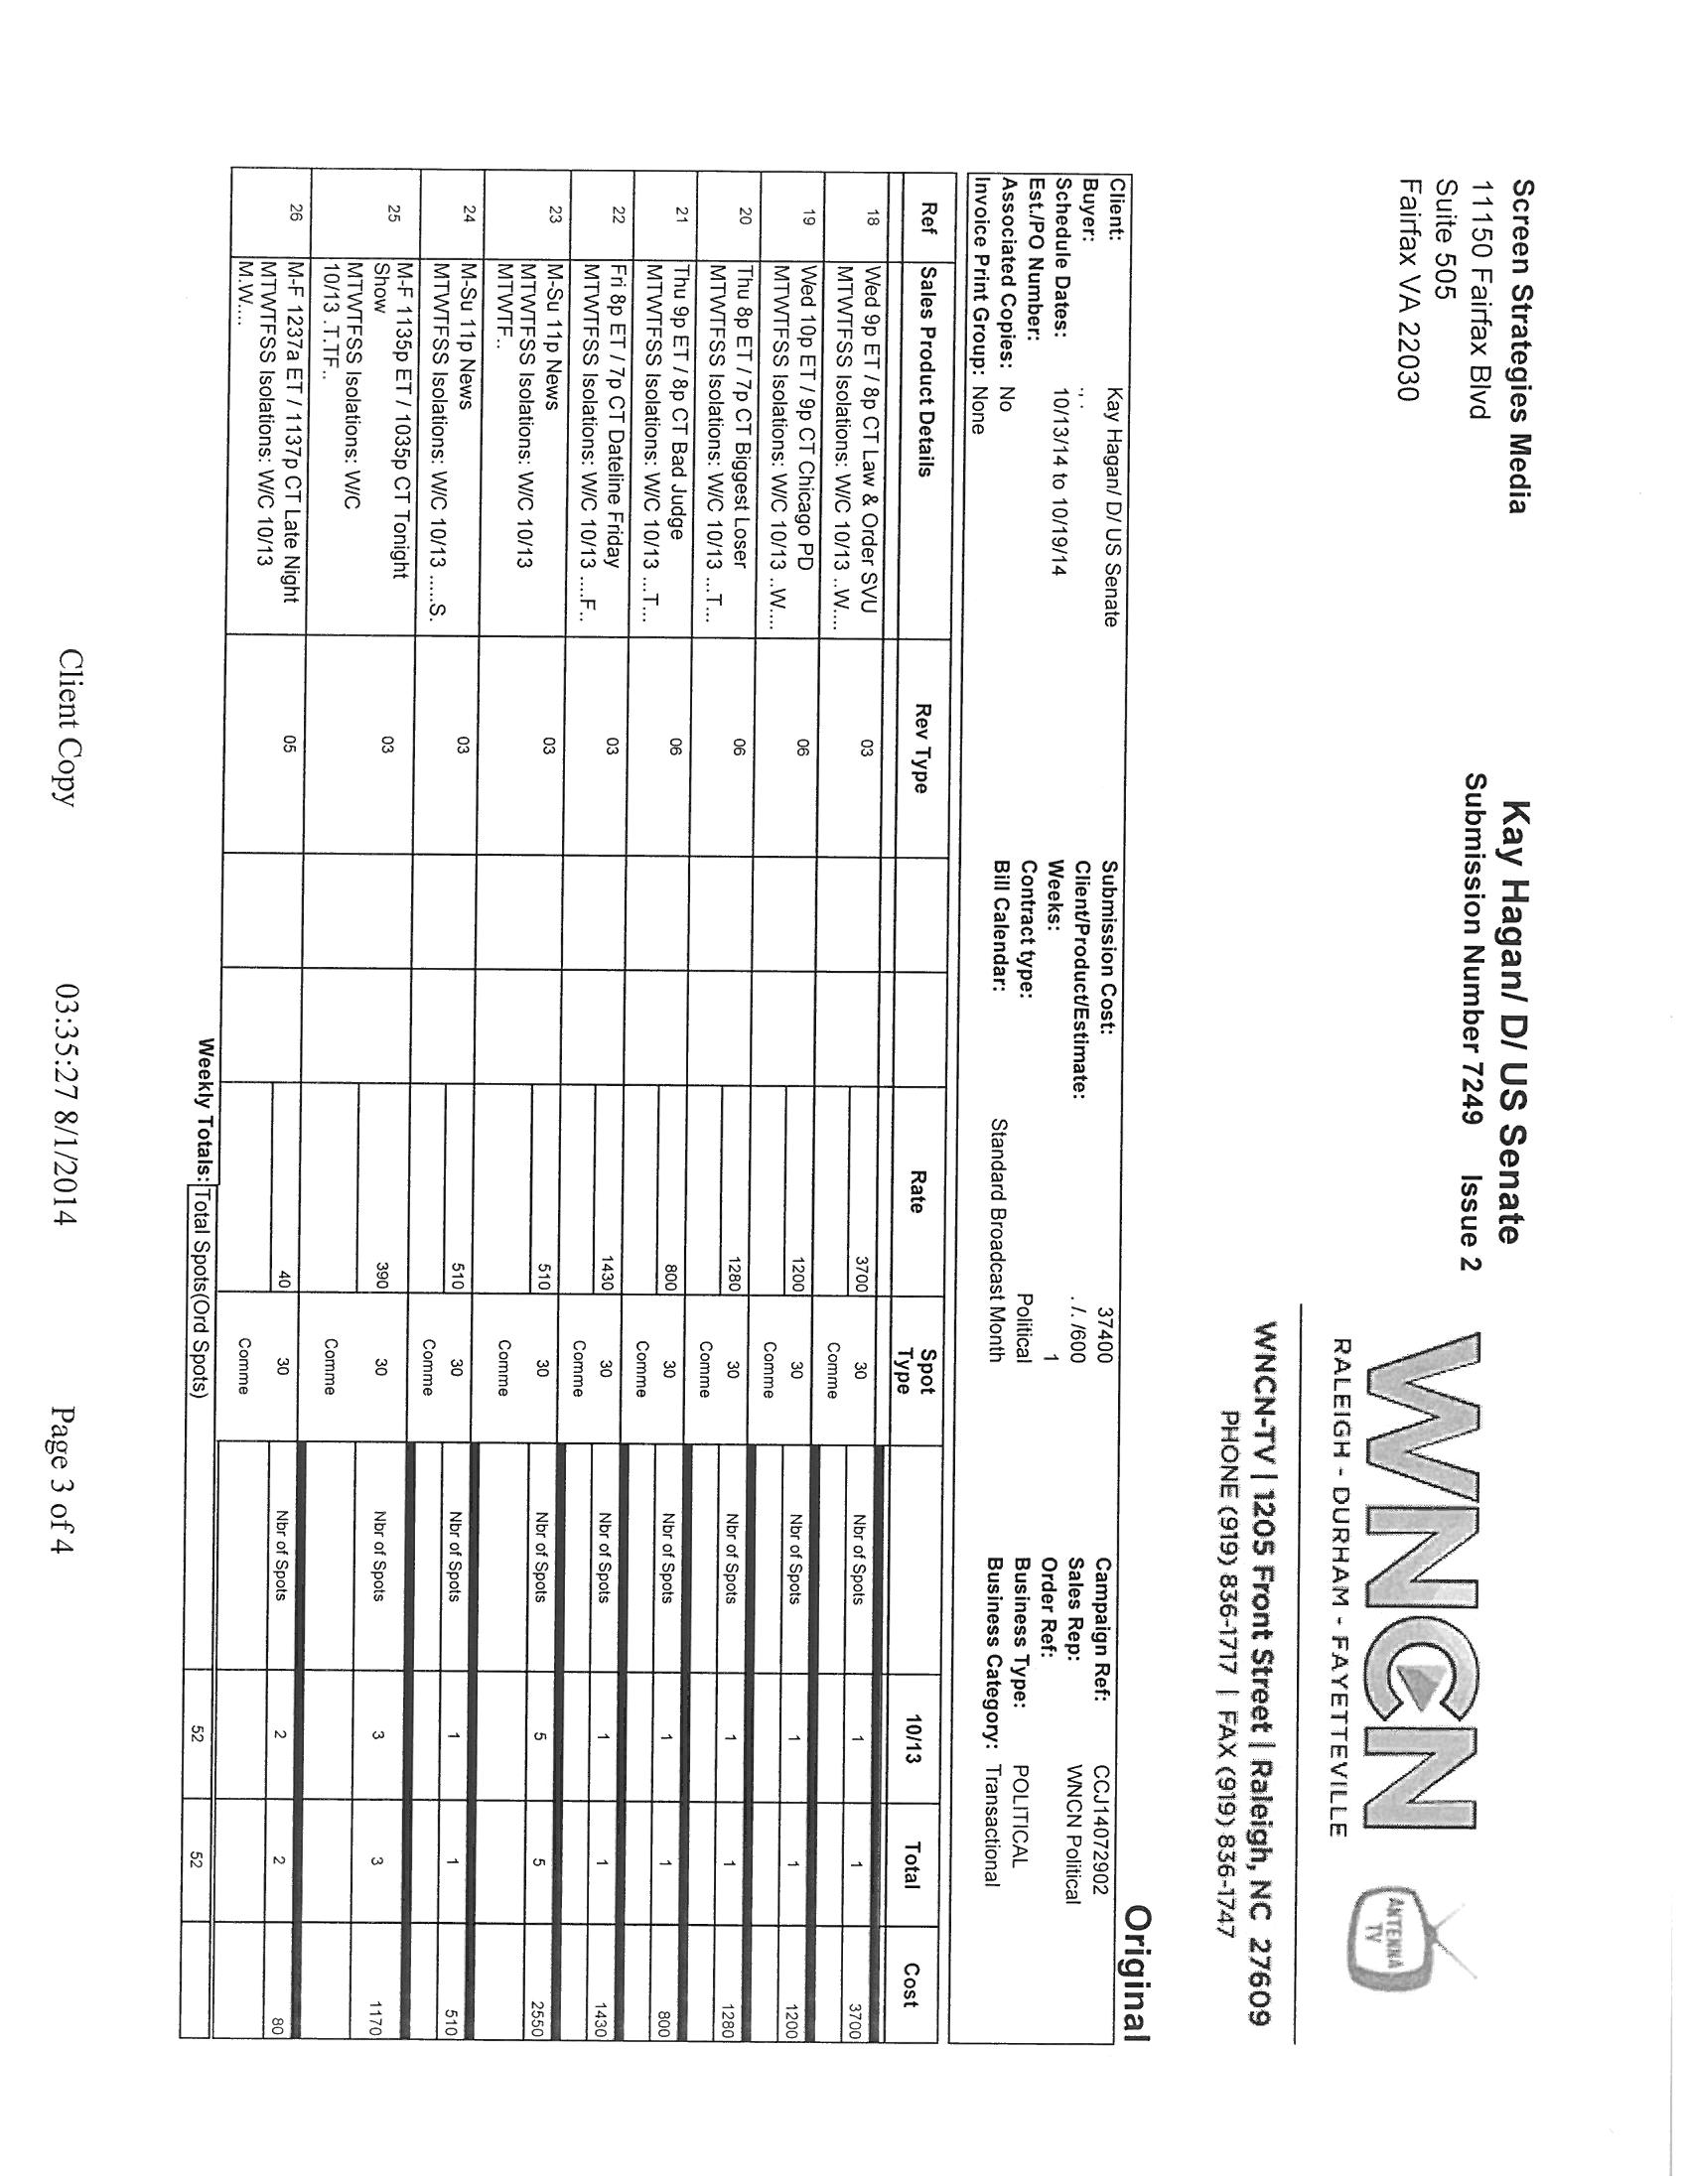 Screen Strategies Media
11150 Fairfax Blvd
Suite 505
Fairfax VA 22030
Kay Hagan/ D/ US Senate
Submission Number 7249 Issue 2
WNCN
RALEIGH - DURHAM - FAYETTEVILLE
ANTENNA
TV
WNCN-TV | 1205 Front Street | Raleigh, NC 27609
PHONE (919) 836-1717 | FAX (919) 836-1747
Original
Client: Kay Hagan/ D/ US Senate Submission Cost: 37400 Campaign Ref: CCJ14072902
Buyer: ., . Client/Product/Estimate: . /. /600 Sales Rep: WNCN Political
Schedule Dates: 10/13/14 to 10/19/14 Weeks: 1 Order Ref:
Est./PO Number: Contract type: Political Business Type: POLITICAL
Associated Copies: No Bill Calendar: Standard Broadcast Month Business Category: Transactional
Invoice Print Group: None
Ref Sales Product Details Rev Type Rate Spot Type 10/13 Total Cost
18 Wed 9p ET / 8p CT Law & Order SVU 03 3700 30 Nbr of Spots 1 1 3700
MTWTFSS Isolations: W/C 10/13 ..W.... Comme
19 Wed 10p ET / 9p CT Chicago PD 06 1200 30 Nbr of Spots 1 1 1200
MTWTFSS Isolations: W/C 10/13 ..W.... Comme
20 Thu 8p ET / 7p CT Biggest Loser 06 1280 30 Nbr of Spots 1 1 1280
MTWTFSS Isolations: W/C 10/13 ...T... Comme
21 Thu 9p ET / 8p CT Bad Judge 06 800 30 Nbr of Spots 1 1 800
MTWTFSS Isolations: W/C 10/13 ...T... Comme
22 Fri 8p ET / 7p CT Dateline Friday 03 1430 30 Nbr of Spots 1 1 1430
MTWTFSS Isolations: W/C 10/13 ....F.. Comme
23 M-Su 11p News 03 510 30 Nbr of Spots 5 5 2550
MTWTFSS Isolations: W/C 10/13
MTWTF.. Comme
24 M-Su 11p News 03 510 30 Nbr of Spots 1 1 510
MTWTFSS Isolations: W/C 10/13 .....S. Comme
25 M-F 1135p ET / 1035p CT Tonight
Show 03 390 30 Nbr of Spots 3 3 1170
MTWTFSS Isolations: W/C
10/13 .T.TF.. Comme
26 M-F 1237a ET / 1137p CT Late Night 05 40 30 Nbr of Spots 2 2 80
MTWTFSS Isolations: W/C 10/13
M.W.... Comme
Weekly Totals: Total Spots(Ord Spots) 52 52
Client Copy 03:35:27 8/1/2014 Page 3 of 4